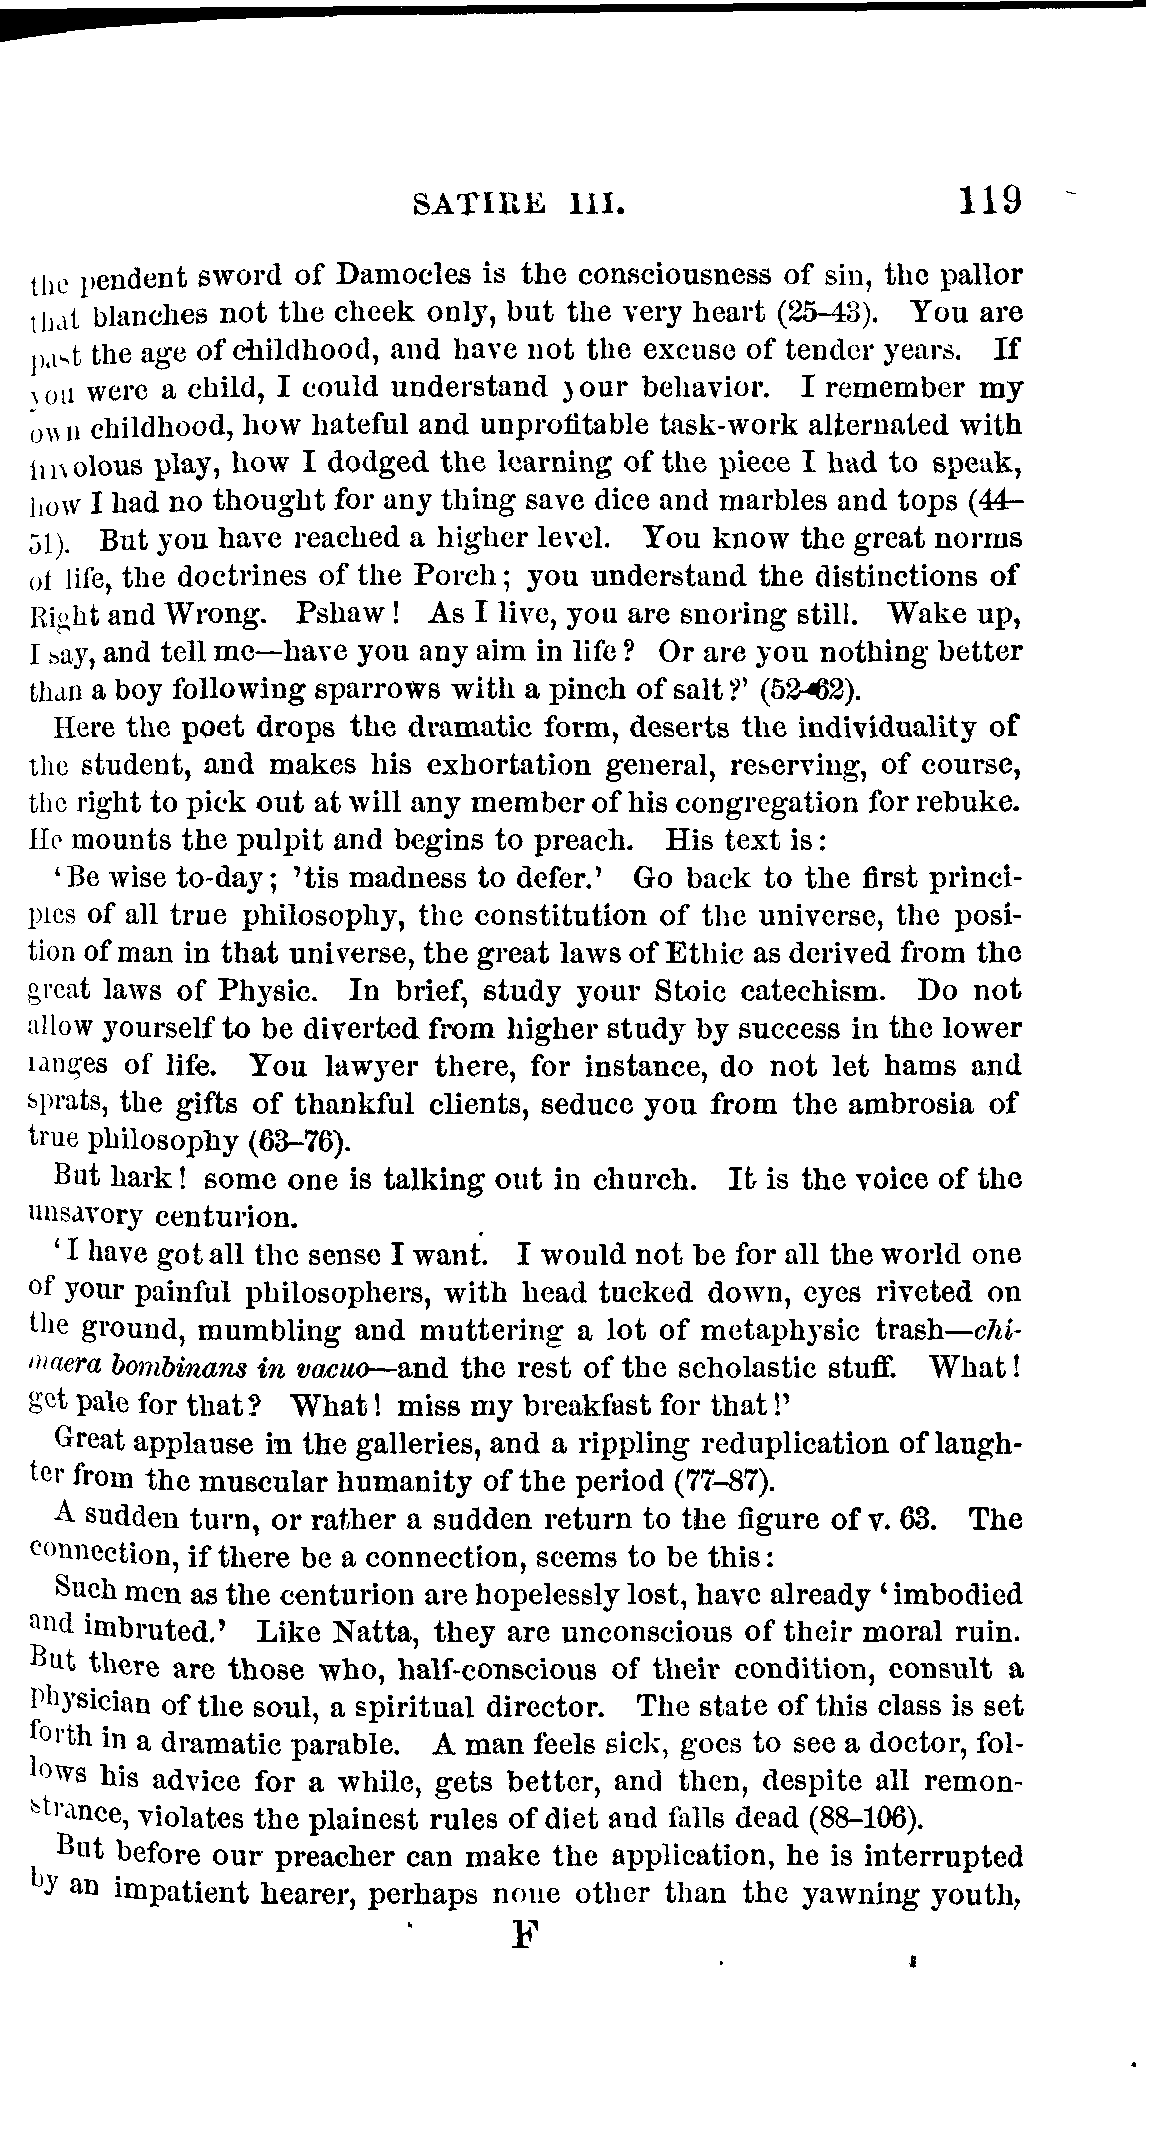 SATIRE III. 119
the pendent sword of Damocles is the consciousness of sin, the pallor
that blanches not the cheek only, but the very heart (25–43). You are
past the age of childhood, and have not the excuse of tender years. If
you were a child, I could understand your behavior. I remember my
own childhood, how hateful and unprofitable task-work alternated with
frivolous play, how I dodged the learning of the piece I had to speak,
how I had no thought for any thing save dice and marbles and tops (44–
51). But you have reached a higher level. You know the great norms
of life, the doctrines of the Porch; you understand the distinctions of
Right and Wrong. Pshaw! As I live, you are snoring still. Wake up,
I say, and tell me—have you any aim in life? Or are you nothing better
than a boy following sparrows with a pinch of salt?' (52–62).
Here the poet drops the dramatic form, deserts the individuality of
the student, and makes his exhortation general, reserving, of course,
the right to pick out at will any member of his congregation for rebuke.
He mounts the pulpit and begins to preach. His text is:
'Be wise to-day; 'tis madness to defer.' Go back to the first princi-
ples of all true philosophy, the constitution of the universe, the posi-
tion of man in that universe, the great laws of Ethic as derived from the
great laws of Physic. In brief, study your Stoic catechism. Do not
allow yourself to be diverted from higher study by success in the lower
ranges of life. You lawyer there, for instance, do not let hams and
sprats, the gifts of thankful clients, seduce you from the ambrosia of
true philosophy (63–76).
But hark! some one is talking out in church. It is the voice of the
unsavory centurion.
'I have got all the sense I want. I would not be for all the world one
of your painful philosophers, with head tucked down, eyes riveted on
the ground, mumbling and muttering a lot of metaphysic trash—chi-
maera bombinans in vacuo—and the rest of the scholastic stuff. What!
get pale for that? What! miss my breakfast for that!'
Great applause in the galleries, and a rippling reduplication of laugh-
ter from the muscular humanity of the period (77–87).
A sudden turn, or rather a sudden return to the figure of v. 63. The
connection, if there be a connection, seems to be this:
Such men as the centurion are hopelessly lost, have already 'imbodied
and imbruted.' Like Natta, they are unconscious of their moral ruin.
But there are those who, half-conscious of their condition, consult a
physician of the soul, a spiritual director. The state of this class is set
forth in a dramatic parable. A man feels sick, goes to see a doctor, fol-
lows his advice for a while, gets better, and then, despite all remon-
strance, violates the plainest rules of diet and falls dead (88–106).
But before our preacher can make the application, he is interrupted
by an impatient hearer, perhaps none other than the yawning youth,
F